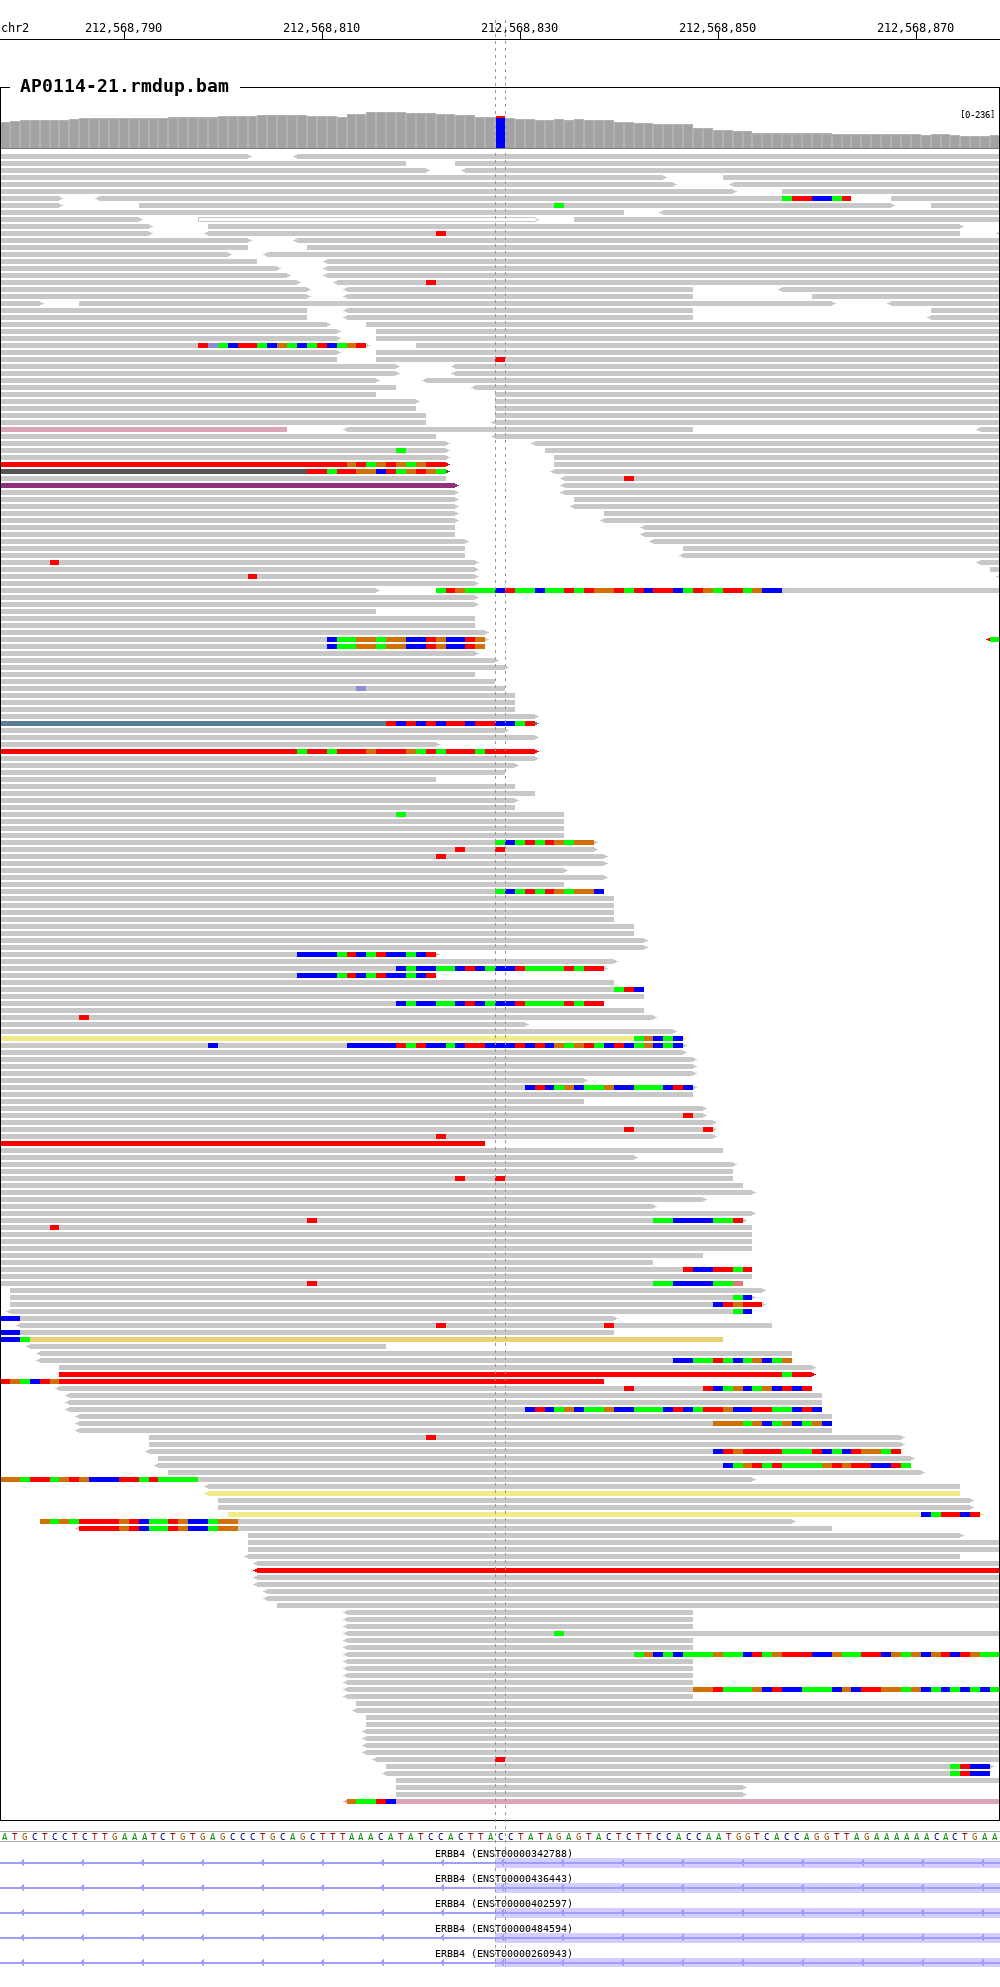 chr2 212,568,790 212,568,810 212,568,830 212,568,850 212,568,870
AP0114-21.rmdup.bam
[0-236]
ATGCTCCTCTTGAAATCTGTGAGCCCTGCAGCTTTAAACATATCCACTTACCTATAGAGTACTCTTCCACCAATGGTCACCAGGTTAGAAAAAACACTGAA
ERBB4 (ENST00000342788)
ERBB4 (ENST00000436443)
ERBB4 (ENST00000402597)
ERBB4 (ENST00000484594)
ERBB4 (ENST00000260943)